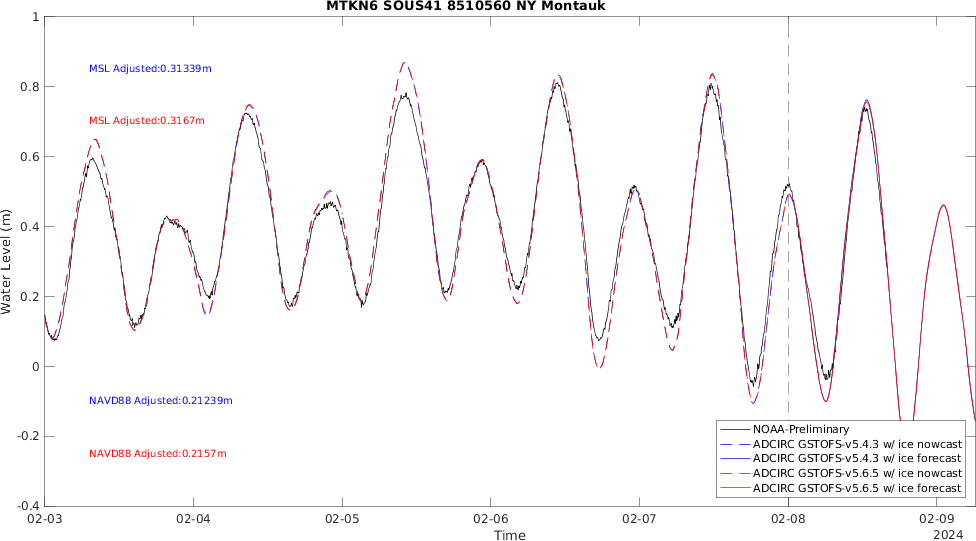 MTKN6 SOUS41 8510560 NY Montauk
1
0.8
0.6
0.4
0.2
0
-0.2
-0.4
Water Level (m)
MSL Adjusted:0.31339m
MSL Adjusted:0.3167m
NAVD88 Adjusted:0.21239m
NAVD88 Adjusted:0.2157m
NOAA-Preliminary
ADCIRC GSTOFS-v5.4.3 w/ ice nowcast
ADCIRC GSTOFS-v5.4.3 w/ ice forecast
ADCIRC GSTOFS-v5.6.5 w/ ice nowcast
ADCIRC GSTOFS-v5.6.5 w/ ice forecast
02-03 02-04 02-05 02-06 02-07 02-08 02-09
Time
2024